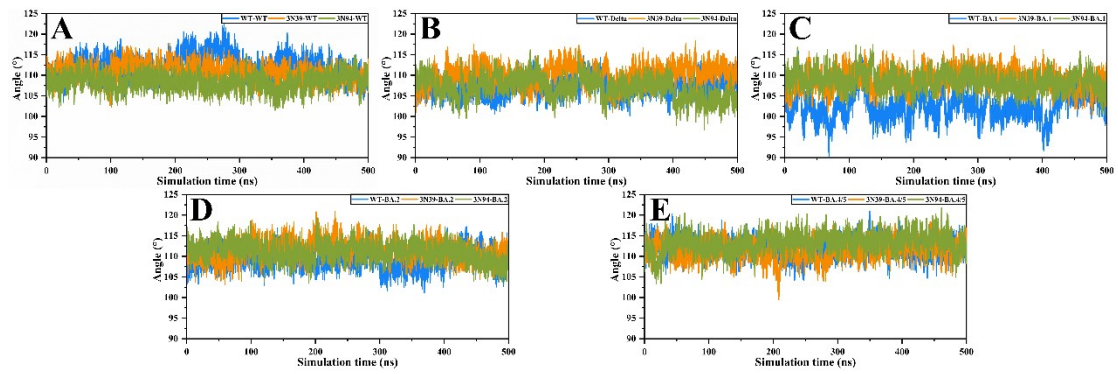 A
WT-WT 3N39-WT 3N94-WT
Angle (°)
125
120
115
110
105
100
95
90
0 100 200 300 400 500
Simulation time (ns)
B
WT-Delta 3N39-Delta 3N94-Delta
Angle (°)
125
120
115
110
105
100
95
90
0 100 200 300 400 500
Simulation time (ns)
C
WT-BA.1 3N39-BA.1 3N94-BA.1
Angle (°)
125
120
115
110
105
100
95
90
0 100 200 300 400 500
Simulation time (ns)
D
WT-BA.2 3N39-BA.2 3N94-BA.2
Angle (°)
125
120
115
110
105
100
95
90
0 100 200 300 400 500
Simulation time (ns)
E
WT-BA.4/5 3N39-BA.4/5 3N94-BA.4/5
Angle (°)
125
120
115
110
105
100
95
90
0 100 200 300 400 500
Simulation time (ns)